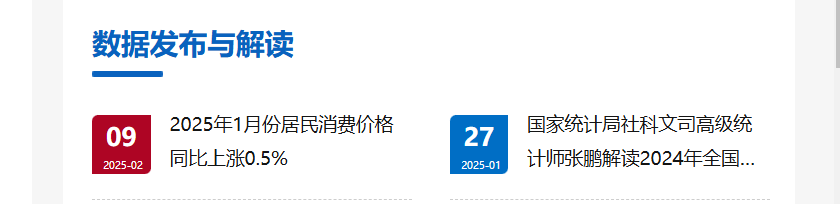 数据发布与解读
09
2025-02
2025年1月份居民消费价格
同比上涨0.5%
27
2025-01
国家统计局社科文司高级统
计师张鹏解读2024年全国...